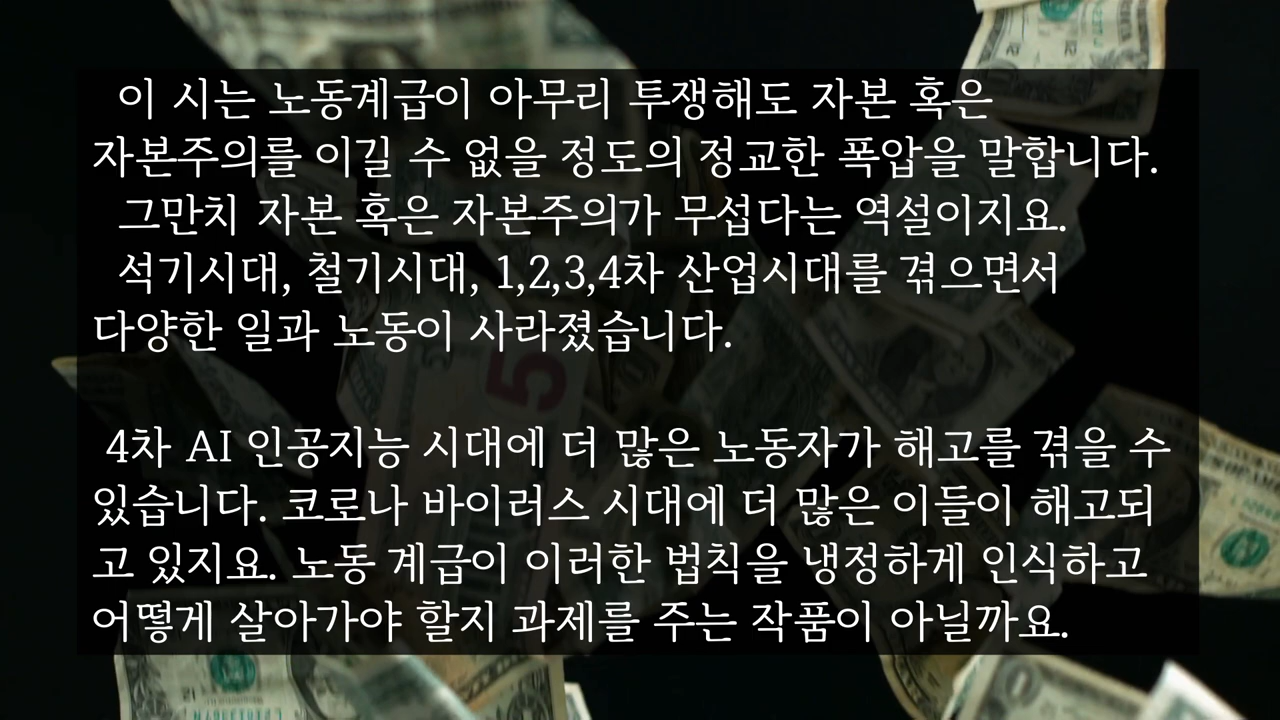 이 시는 노동계급이 아무리 투쟁해도 자본 혹은
자본주의를 이길 수 없을 정도의 정교한 폭압을 말합니다.
그만치 자본 혹은 자본주의가 무섭다는 역설이지요.
석기시대, 철기시대, 1,2,3,4차 산업시대를 겪으면서
다양한 일과 노동이 사라졌습니다.
4차 AI 인공지능 시대에 더 많은 노동자가 해고를 겪을 수
있습니다. 코로나 바이러스 시대에 더 많은 이들이 해고되
고 있지요. 노동 계급이 이러한 법칙을 냉정하게 인식하고
어떻게 살아가야 할지 과제를 주는 작품이 아닐까요.
5